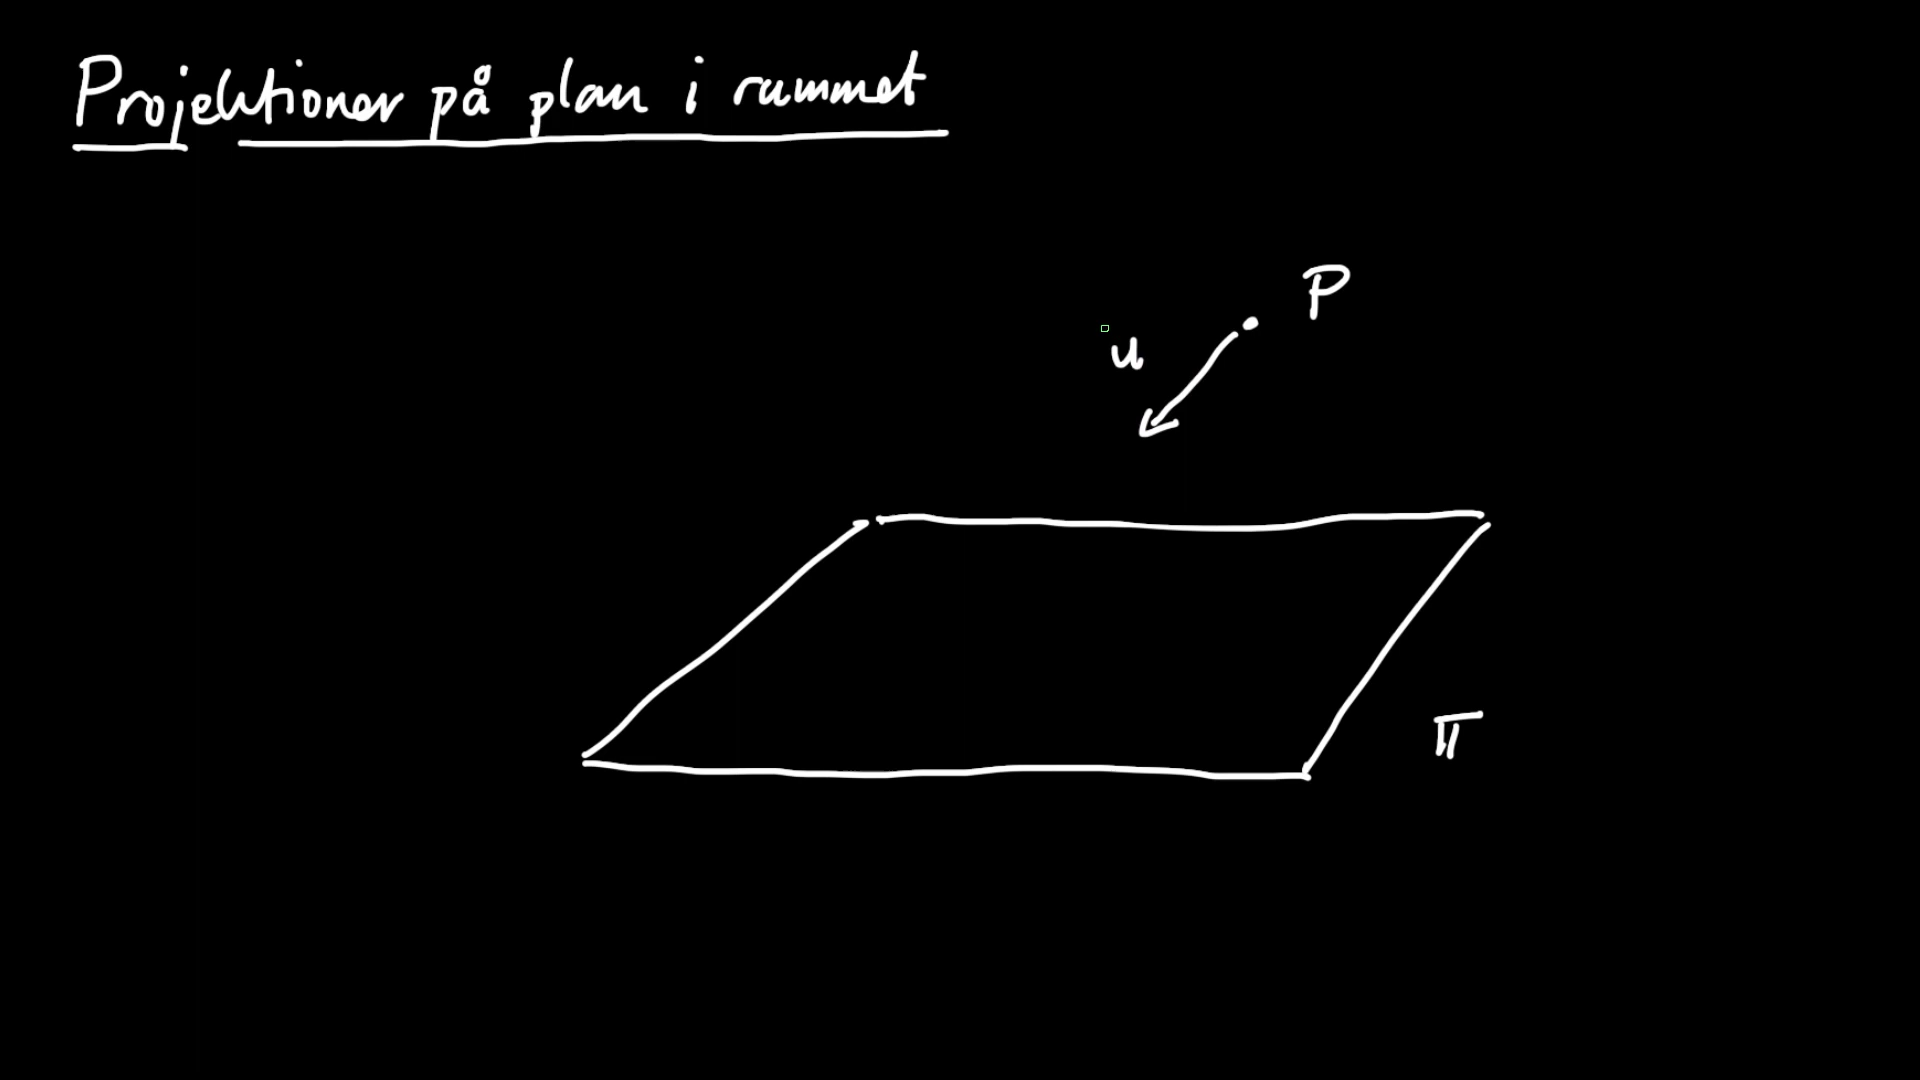 Projektioner på plan i rummet
P
u
π